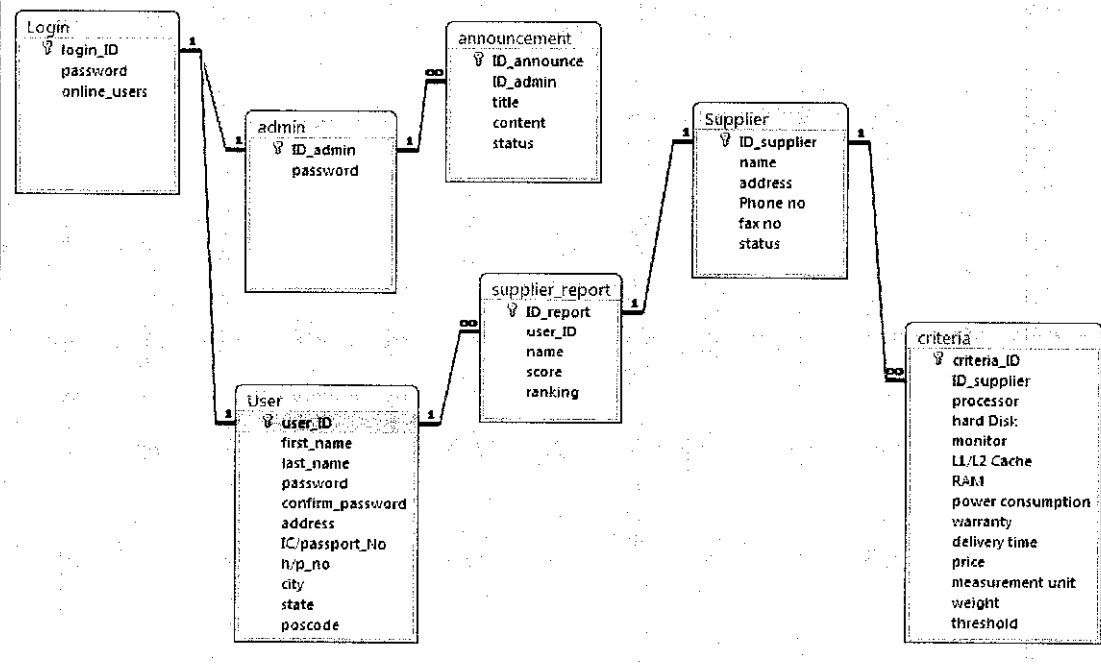 Login
login_ID
password
online_users
1
1
admin
ID_admin
password
1
∞
announcement
ID_announce
ID_admin
title
content
status
1
User
user_ID
first_name
last_name
password
confirm_password
address
IC/passport_No
h/p_no
city
state
poscode
1
∞
supplier_report
ID_report
user_ID
name
score
ranking
1
1
Supplier
ID_supplier
name
address
Phone no
fax no
status
1
∞
criteria
criteria_ID
ID_supplier
processor
hard Disk
monitor
L1/L2 Cache
RAM
power consumption
warranty
delivery time
price
measurement unit
weight
threshold